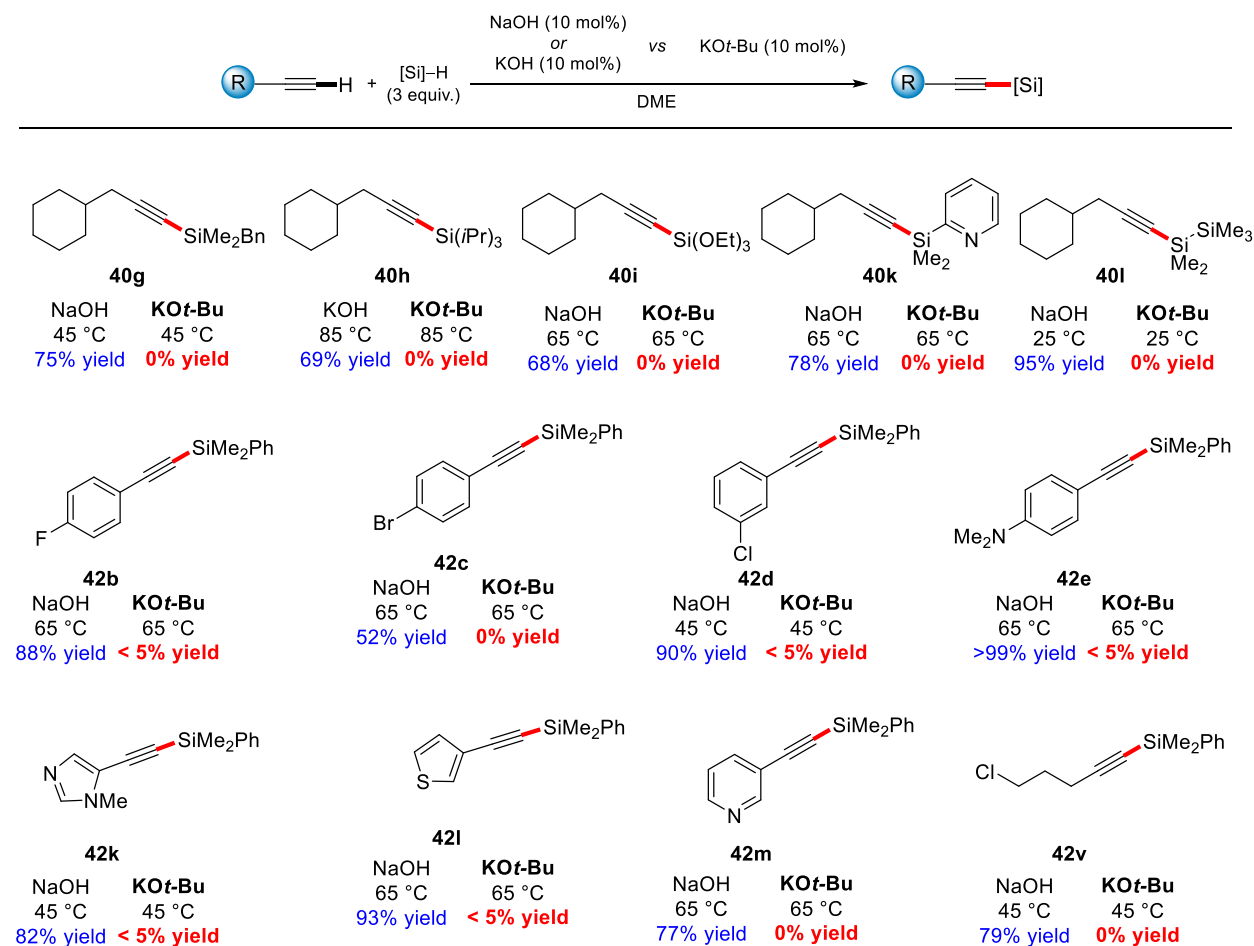 NaOH (10 mol%)
or
KOH (10 mol%)
vs
KOt-Bu (10 mol%)
R
H
+
[Si]–H
(3 equiv.)
DME
R
[Si]
SiMe2Bn
40g
NaOH KOt-Bu
45 °C 45 °C
75% yield 0% yield
Si(iPr)3
40h
KOH KOt-Bu
85 °C 85 °C
69% yield 0% yield
Si(OEt)3
40i
NaOH KOt-Bu
65 °C 65 °C
68% yield 0% yield
Si
Me2
N
40k
NaOH KOt-Bu
65 °C 65 °C
78% yield 0% yield
SiMe3
Si
Me2
40l
NaOH KOt-Bu
25 °C 25 °C
95% yield 0% yield
SiMe2Ph
F
42b
NaOH KOt-Bu
65 °C 65 °C
88% yield < 5% yield
SiMe2Ph
Br
42c
NaOH KOt-Bu
65 °C 65 °C
52% yield 0% yield
SiMe2Ph
Cl
42d
NaOH KOt-Bu
45 °C 45 °C
90% yield < 5% yield
SiMe2Ph
Me2N
42e
NaOH KOt-Bu
65 °C 65 °C
>99% yield < 5% yield
SiMe2Ph
N
NMe
42k
NaOH KOt-Bu
45 °C 45 °C
82% yield < 5% yield
SiMe2Ph
S
42l
NaOH KOt-Bu
65 °C 65 °C
93% yield < 5% yield
SiMe2Ph
N
42m
NaOH KOt-Bu
65 °C 65 °C
77% yield 0% yield
SiMe2Ph
Cl
42v
NaOH KOt-Bu
45 °C 45 °C
79% yield 0% yield